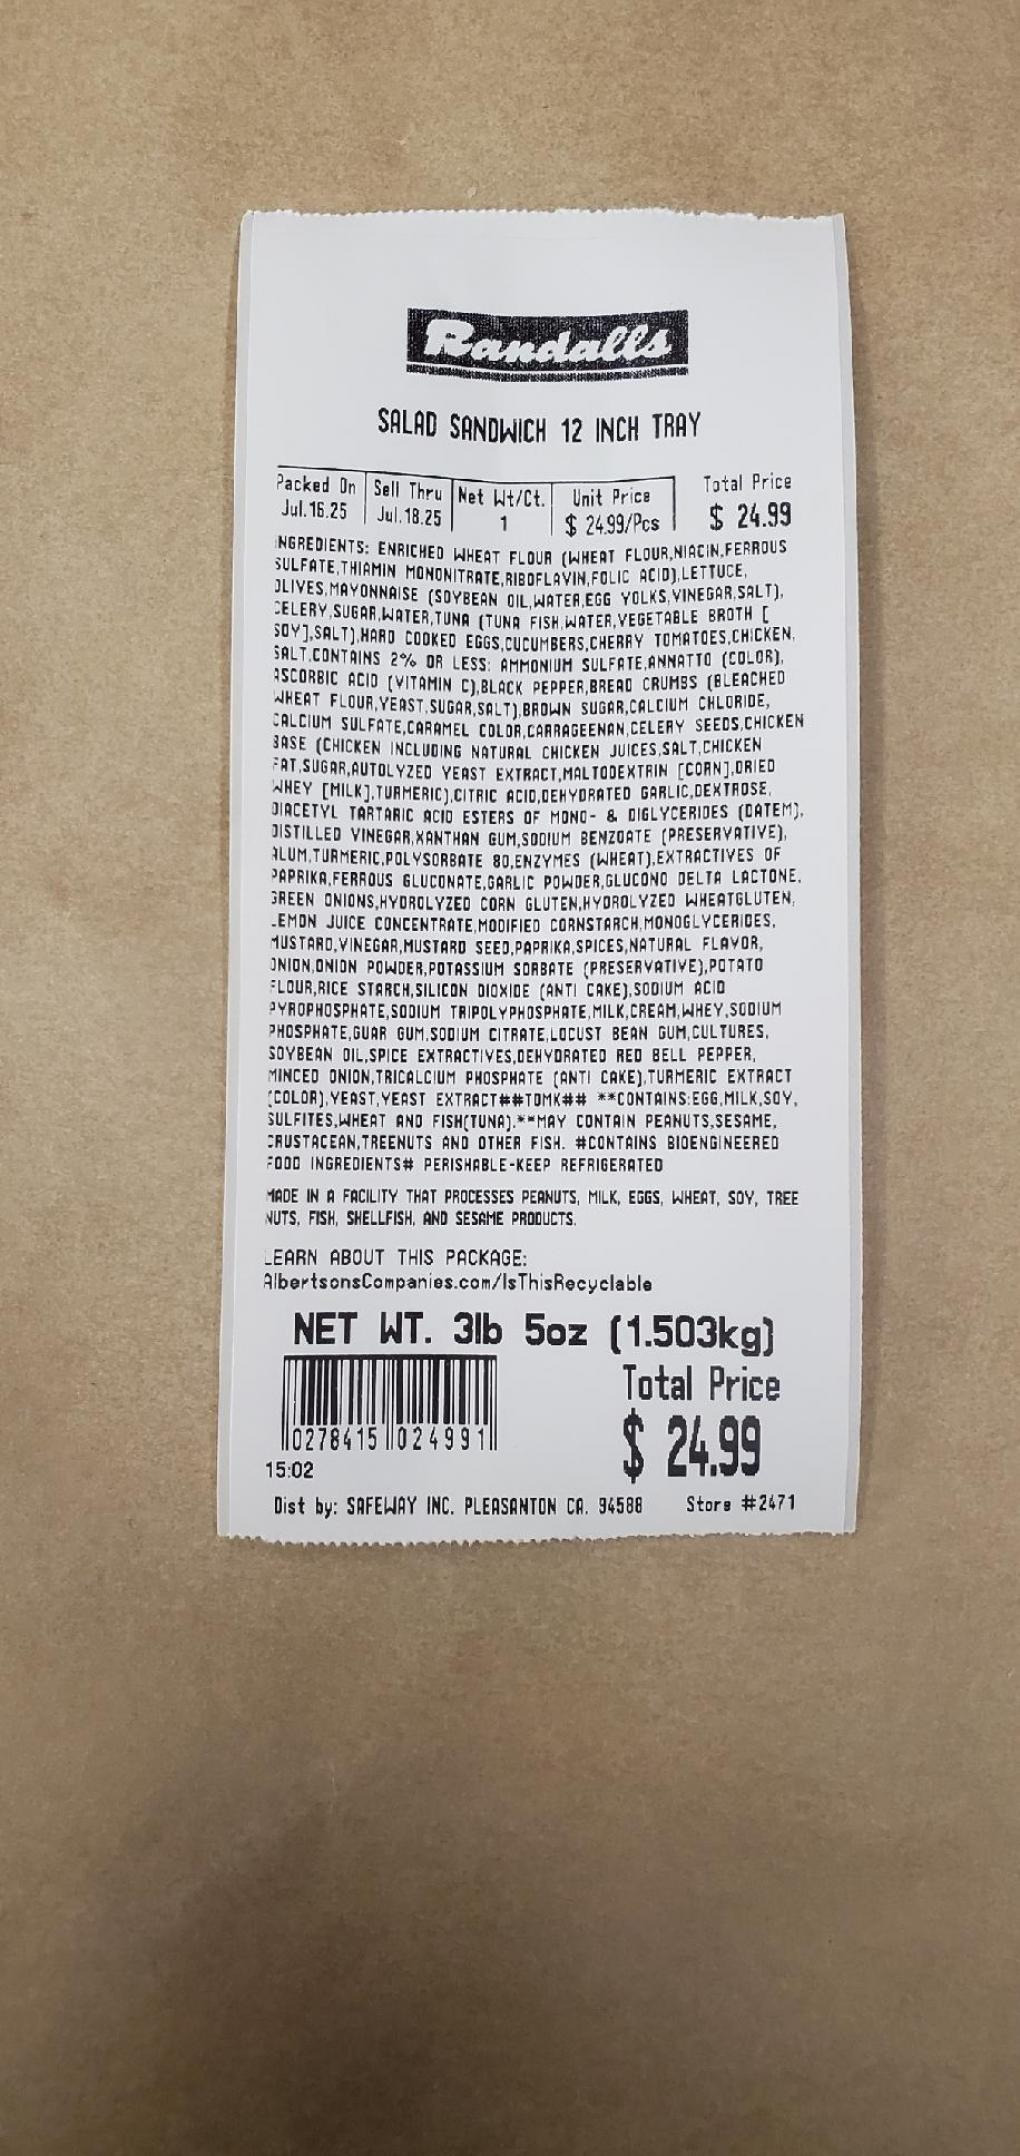 Randalls
SALAD SANDWICH 12 INCH TRAY
Packed On Sell Thru Net Wt/Ct. Unit Price Total Price
Jul.16.25 Jul.18.25 1 $ 24.99/Pcs $ 24.99
INGREDIENTS: ENRICHED WHEAT FLOUR (WHEAT FLOUR,NIACIN,FERROUS
SULFATE,THIAMIN MONONITRATE,RIBOFLAVIN,FOLIC ACID),LETTUCE,
OLIVES,MAYONNAISE (SOYBEAN OIL,WATER,EGG YOLKS,VINEGAR,SALT),
CELERY,SUGAR,WATER,TUNA (TUNA FISH,WATER,VEGETABLE BROTH [
SOY],SALT),HARD COOKED EGGS,CUCUMBERS,CHERRY TOMATOES,CHICKEN,
SALT,CONTAINS 2% OR LESS: AMMONIUM SULFATE,ANNATTO (COLOR),
ASCORBIC ACID (VITAMIN C),BLACK PEPPER,BREAD CRUMBS (BLEACHED
WHEAT FLOUR,YEAST,SUGAR,SALT),BROWN SUGAR,CALCIUM CHLORIDE,
CALCIUM SULFATE,CARAMEL COLOR,CARRAGEENAN,CELERY SEEDS,CHICKEN
BASE (CHICKEN INCLUDING NATURAL CHICKEN JUICES,SALT,CHICKEN
FAT,SUGAR,AUTOLYZED YEAST EXTRACT,MALTODEXTRIN [CORN],DRIED
WHEY [MILK],TURMERIC),CITRIC ACID,DEHYDRATED GARLIC,DEXTROSE,
DIACETYL TARTARIC ACID ESTERS OF MONO- & DIGLYCERIDES (DATEM),
DISTILLED VINEGAR,XANTHAN GUM,SODIUM BENZOATE (PRESERVATIVE),
ALUM,TURMERIC,POLYSORBATE 80,ENZYMES (WHEAT),EXTRACTIVES OF
PAPRIKA,FERROUS GLUCONATE,GARLIC POWDER,GLUCONO DELTA LACTONE,
GREEN ONIONS,HYDROLYZED CORN GLUTEN,HYDROLYZED WHEATGLUTEN,
LEMON JUICE CONCENTRATE,MODIFIED CORNSTARCH,MONOGLYCERIDES,
MUSTARD,VINEGAR,MUSTARD SEED,PAPRIKA,SPICES,NATURAL FLAVOR,
ONION,ONION POWDER,POTASSIUM SORBATE (PRESERVATIVE),POTATO
FLOUR,RICE STARCH,SILICON DIOXIDE (ANTI CAKE),SODIUM ACID
PYROPHOSPHATE,SODIUM TRIPOLYPHOSPHATE,MILK,CREAM,WHEY,SODIUM
PHOSPHATE,GUAR GUM,SODIUM CITRATE,LOCUST BEAN GUM,CULTURES,
SOYBEAN OIL,SPICE EXTRACTIVES,DEHYDRATED RED BELL PEPPER,
MINCED ONION,TRICALCIUM PHOSPHATE (ANTI CAKE),TURMERIC EXTRACT
(COLOR),YEAST,YEAST EXTRACT##TDMK## **CONTAINS:EGG,MILK,SOY,
SULFITES,WHEAT AND FISH(TUNA).**MAY CONTAIN PEANUTS,SESAME,
CRUSTACEAN,TREENUTS AND OTHER FISH. #CONTAINS BIOENGINEERED
FOOD INGREDIENTS# PERISHABLE-KEEP REFRIGERATED
MADE IN A FACILITY THAT PROCESSES PEANUTS, MILK, EGGS, WHEAT, SOY, TREE
NUTS, FISH, SHELLFISH, AND SESAME PRODUCTS.
LEARN ABOUT THIS PACKAGE:
AlbertsonsCompanies.com/IsThisRecyclable
NET WT. 3lb 5oz (1.503kg)
Total Price
$ 24.99
0278415 024991
15:02
Dist by: SAFEWAY INC. PLEASANTON CA. 94588 Store #2471